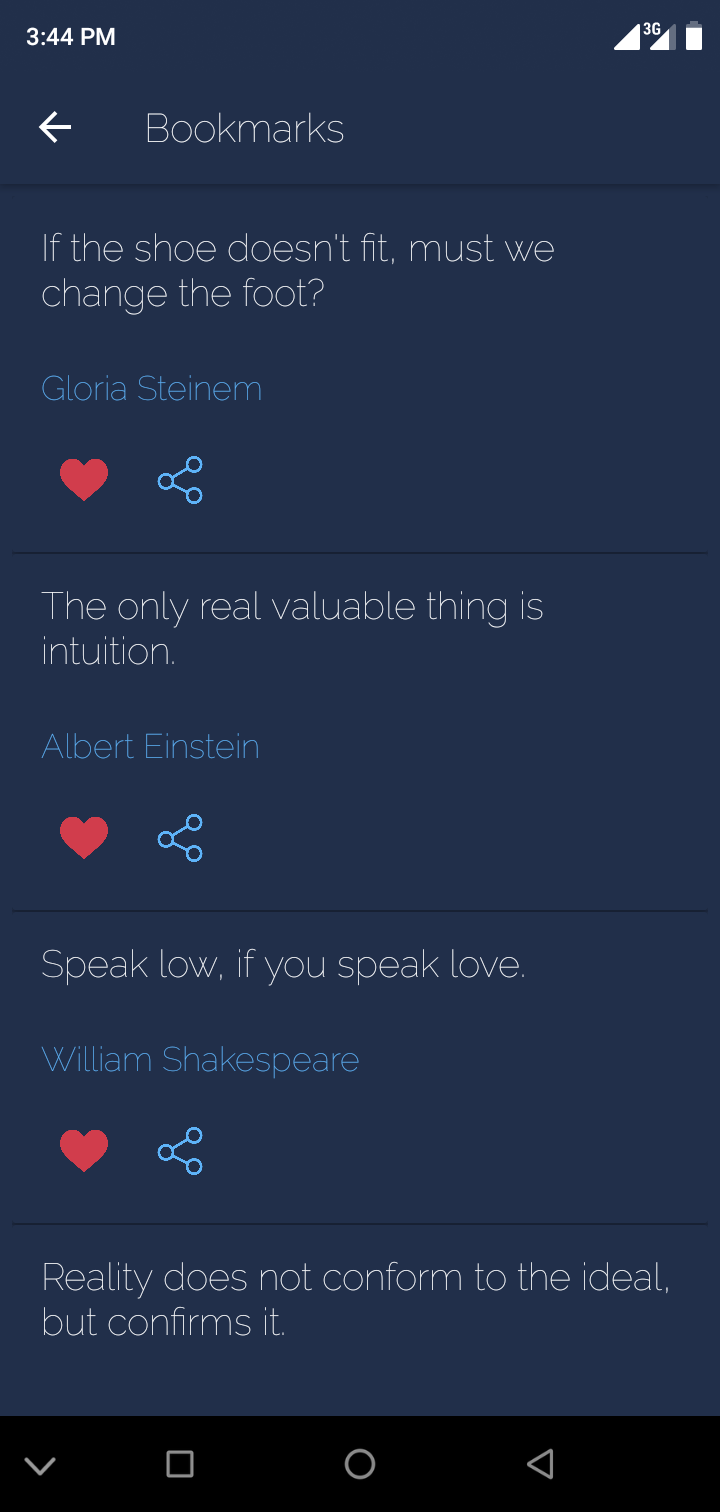 3:44 PM
3G
Bookmarks
If the shoe doesn't fit, must we
change the foot?
Gloria Steinem
The only real valuable thing is
intuition.
Albert Einstein
Speak low, if you speak love.
William Shakespeare
Reality does not conform to the ideal,
but confirms it.